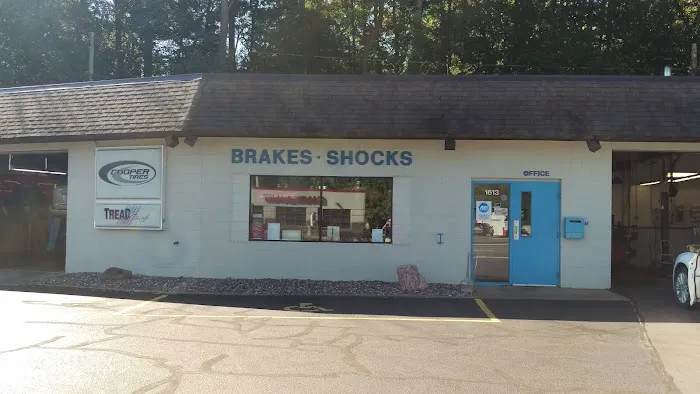 BRAKES · SHOCKS
OFFICE
COOPER
TIRES
1613
TREAD